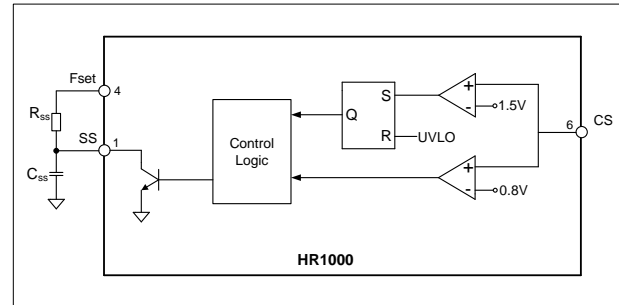 Fset
4
Rss
SS
1
Css
Control
Logic
Q
S
R
UVLO
+
-
1.5V
+
-
0.8V
6
CS
HR1000